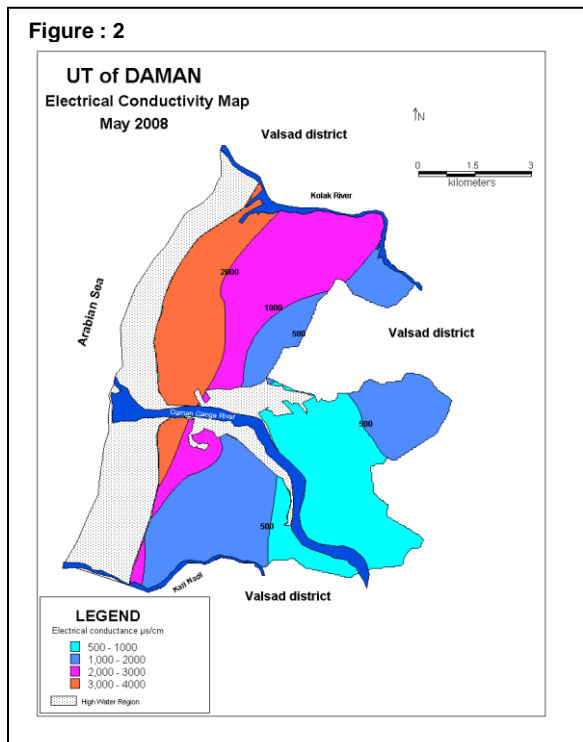 Figure : 2
UT of DAMAN
Electrical Conductivity Map
May 2008
Valsad district
N
0 1.5 3
kilometers
Kolak River
2000
1000
500
Arabian Sea
Valsad district
Daman Ganga River
500
500
Kali Nadi
Valsad district
LEGEND
Electrical conductance µs/cm
500 - 1000
1,000 - 2000
2,000 - 3000
3,000 - 4000
High Water Region